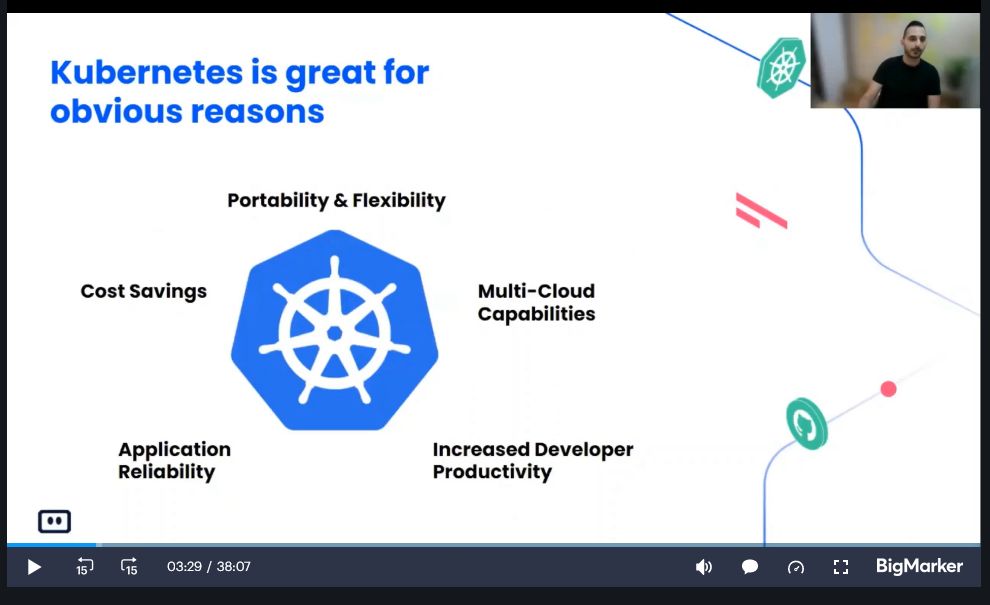 Kubernetes is great for
obvious reasons
Portability & Flexibility
Cost Savings
Multi-Cloud
Capabilities
Application
Reliability
Increased Developer
Productivity
15
15
03:29 / 38:07
BigMarker